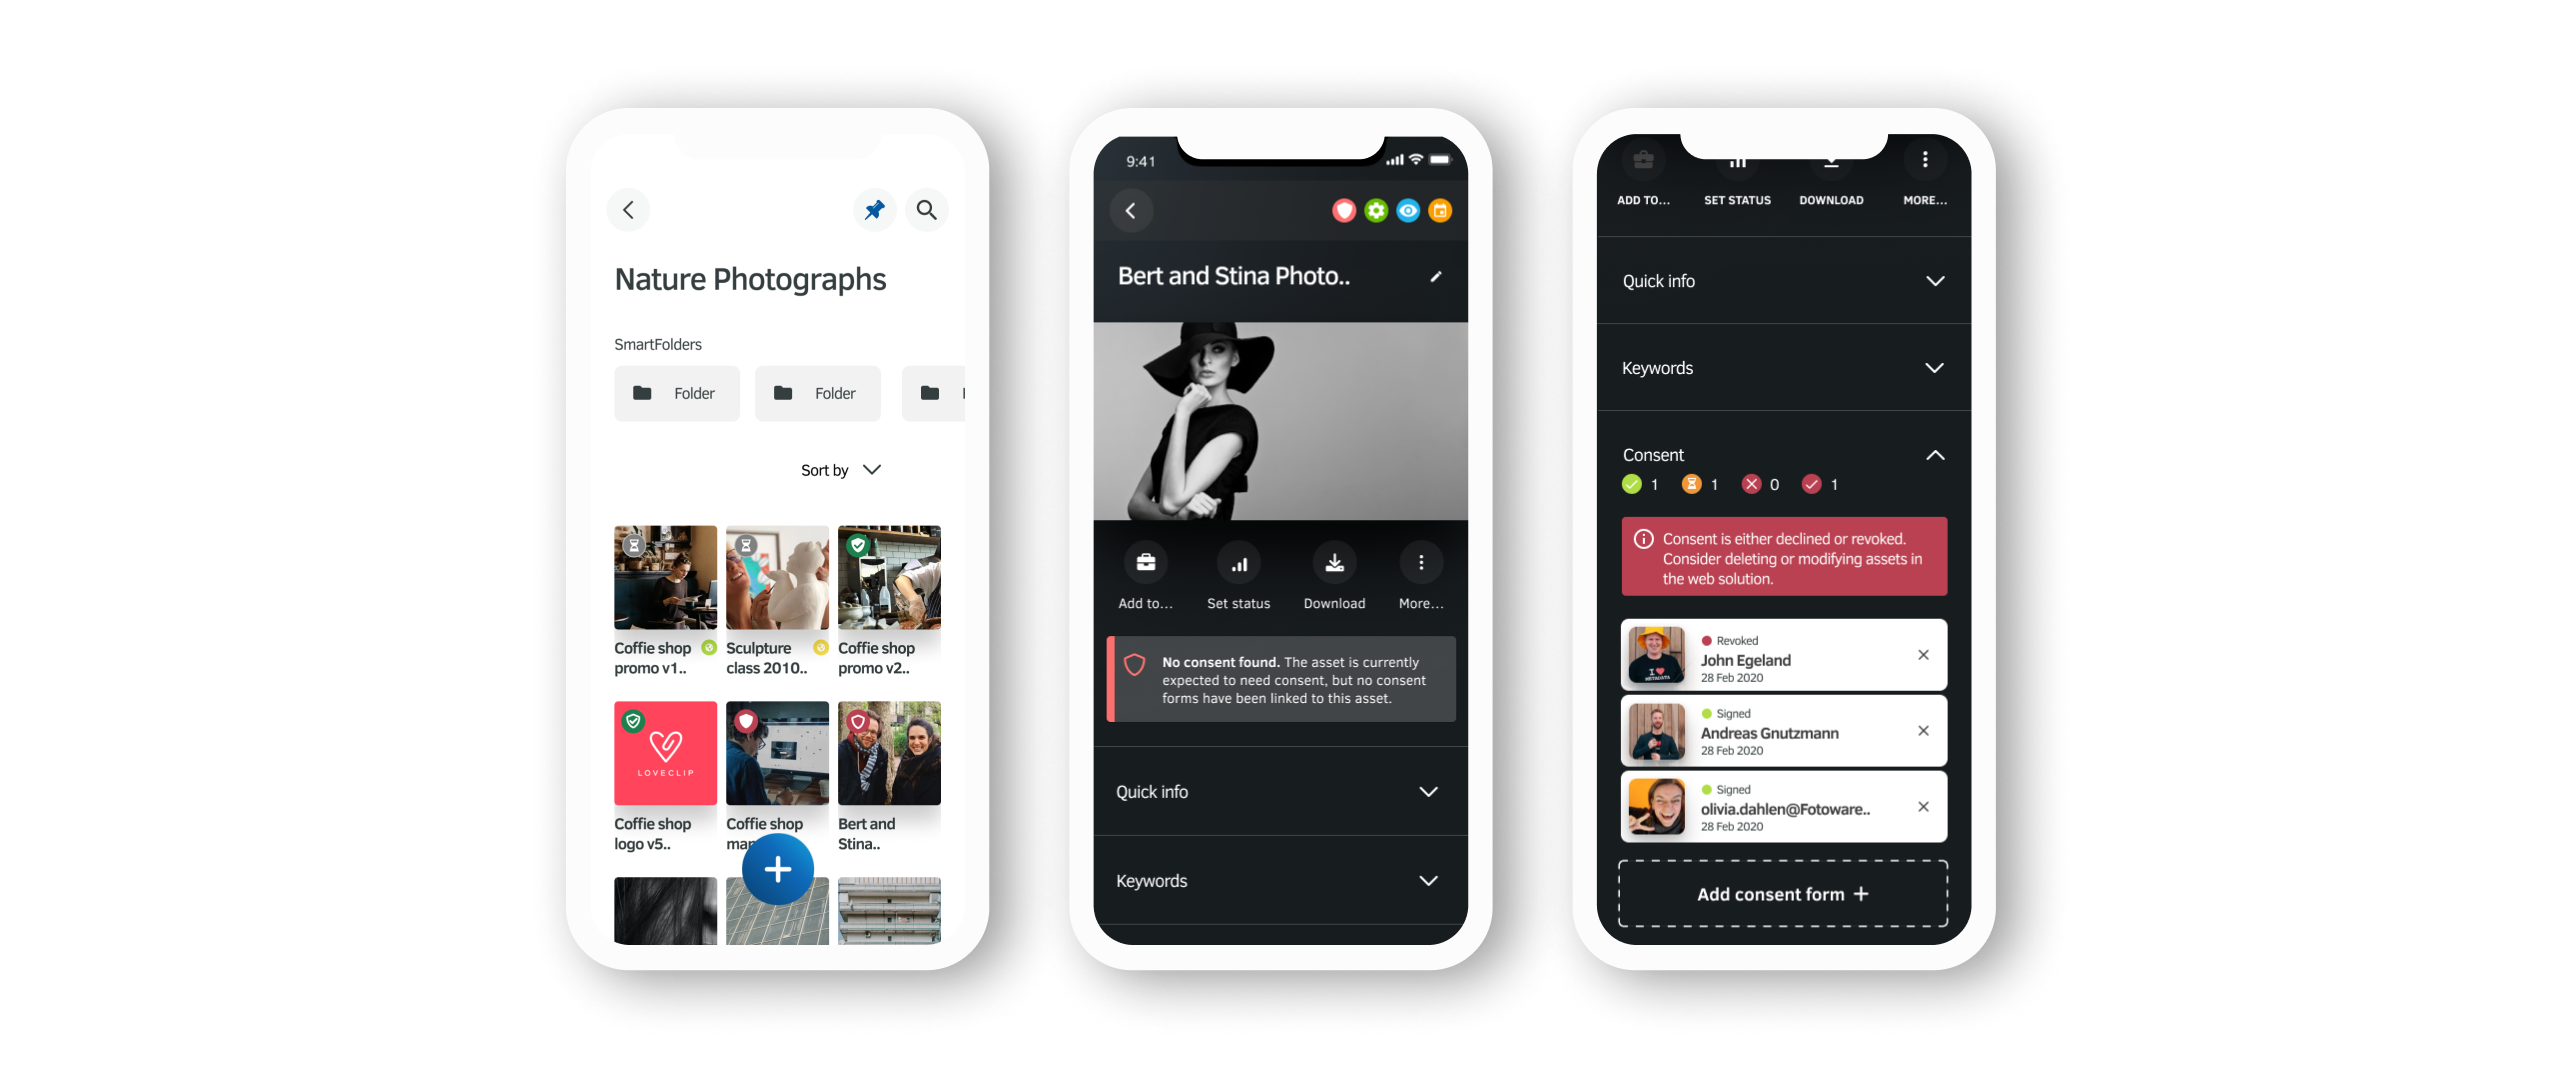 Nature Photographs
SmartFolders
Folder
Folder
Sort by
Coffie shop
promo v1..
Sculpture
class 2010..
Coffie shop
promo v2..
LOVECLIP
Coffie shop
logo v5..
Coffie shop
Bert and
Stina..
9:41
Bert and Stina Photo..
Add to...
Set status
Download
More...
No consent found. The asset is currently
expected to need consent, but no consent
forms have been linked to this asset.
Quick info
Keywords
ADD TO...
SET STATUS
DOWNLOAD
MORE...
Quick info
Keywords
Consent
1
1
0
1
Consent is either declined or revoked.
Consider deleting or modifying assets in
the web solution.
I ❤
METADATA
Revoked
John Egeland
28 Feb 2020
Signed
Andreas Gnutzmann
28 Feb 2020
Signed
olivia.dahlen@Fotoware..
28 Feb 2020
Add consent form +